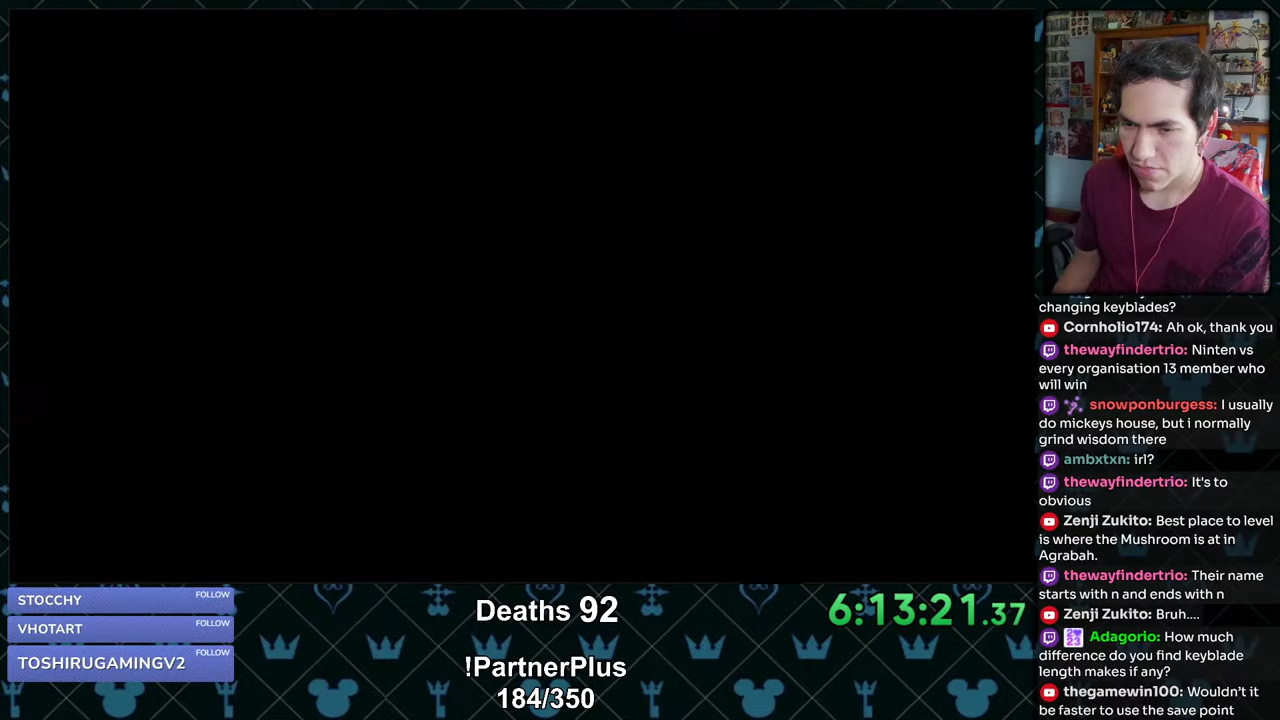 changing keyblades?
Cornholio174: Ah ok, thank you
thewayfindertrio: Ninten vs
every organisation 13 member who
will win
snowponburgess: I usually
do mickeys house, but i normally
grind wisdom there
ambxtxn: irl?
thewayfindertrio: It's to
obvious
Zenji Zukito: Best place to level
is where the Mushroom is at in
Agrabah.
thewayfindertrio: Their name
starts with n and ends with n
Zenji Zukito: Bruh....
Adagorio: How much
difference do you find keyblade
length makes if any?
thegamewin100: Wouldn't it
be faster to use the save point
STOCCHY FOLLOW
VHOTART FOLLOW
TOSHIRUGAMINGV2 FOLLOW
Deaths 92
!PartnerPlus
184/350
6:13:21.37